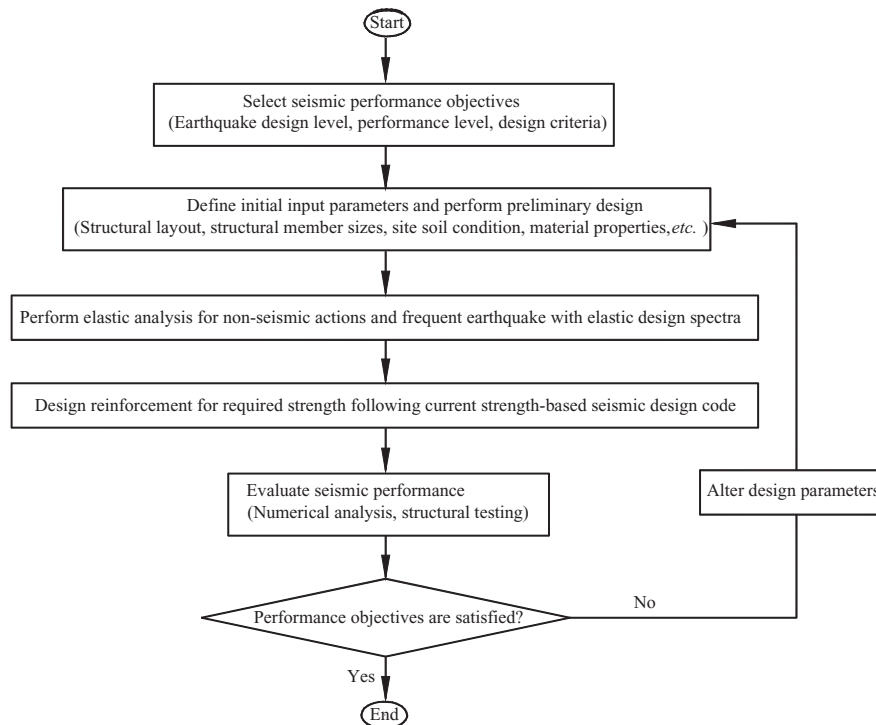 Start
Select seismic performance objectives
(Earthquake design level, performance level, design criteria)
Define initial input parameters and perform preliminary design
(Structural layout, structural member sizes, site soil condition, material properties,etc. )
Perform elastic analysis for non-seismic actions and frequent earthquake with elastic design spectra
Design reinforcement for required strength following current strength-based seismic design code
Evaluate seismic performance
(Numerical analysis, structural testing)
Alter design parameters
Performance objectives are satisfied?
No
Yes
End